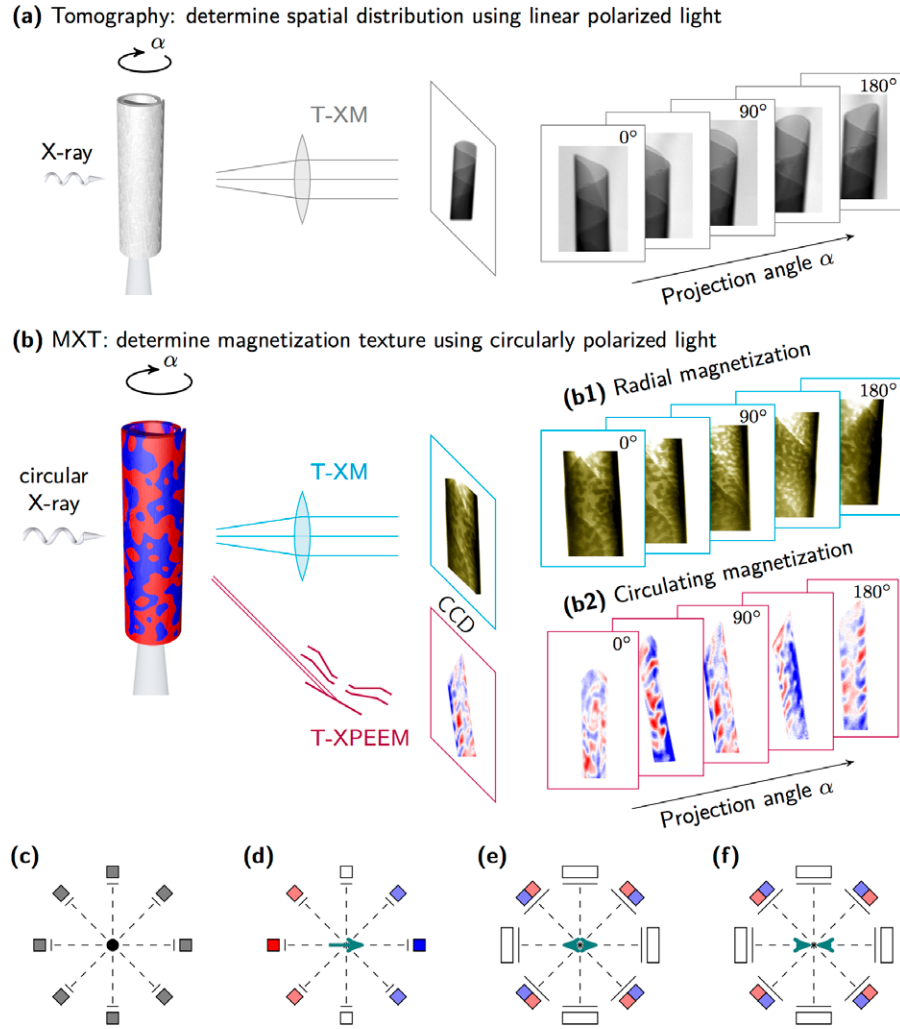 (a) Tomography: determine spatial distribution using linear polarized light
α
X-ray
T-XM
0°
90°
180°
Projection angle α
(b) MXT: determine magnetization texture using circularly polarized light
α
circular
X-ray
T-XM
CCD
T-XPEEM
(b1) Radial magnetization
0°
90°
180°
(b2) Circulating magnetization
0°
90°
180°
Projection angle α
(c)
(d)
(e)
(f)